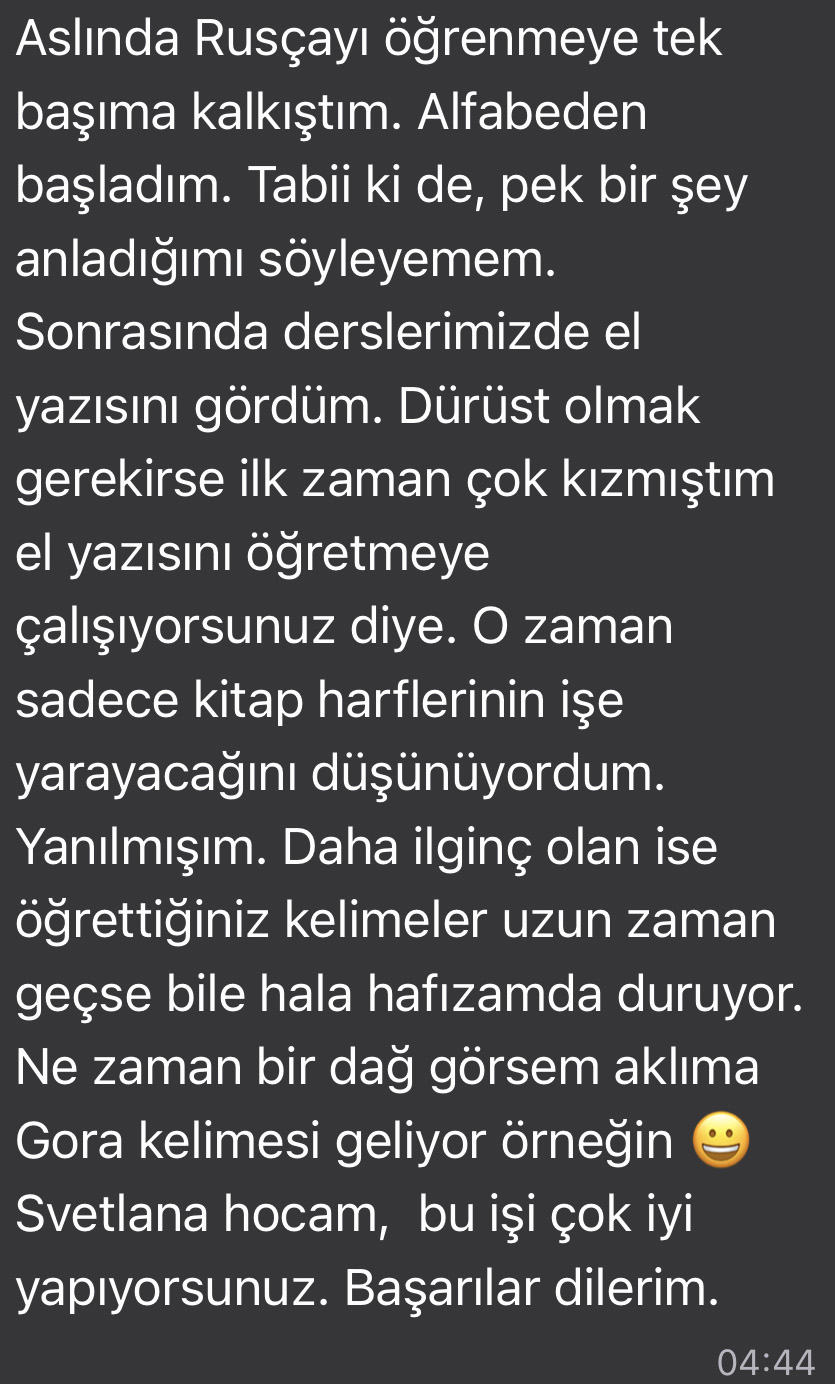 Aslında Rusçayı öğrenmeye tek
başıma kalkıştım. Alfabeden
başladım. Tabii ki de, pek bir şey
anladığımı söyleyemem.
Sonrasında derslerimizde el
yazısını gördüm. Dürüst olmak
gerekirse ilk zaman çok kızmıştım
el yazısını öğretmeye
çalışıyorsunuz diye. O zaman
sadece kitap harflerinin işe
yarayacağını düşünüyordum.
Yanılmışım. Daha ilginç olan ise
öğrettiğiniz kelimeler uzun zaman
geçse bile hala hafızamda duruyor.
Ne zaman bir dağ görsem aklıma
Gora kelimesi geliyor örneğin 😀
Svetlana hocam,  bu işi çok iyi
yapıyorsunuz. Başarılar dilerim.
04:44